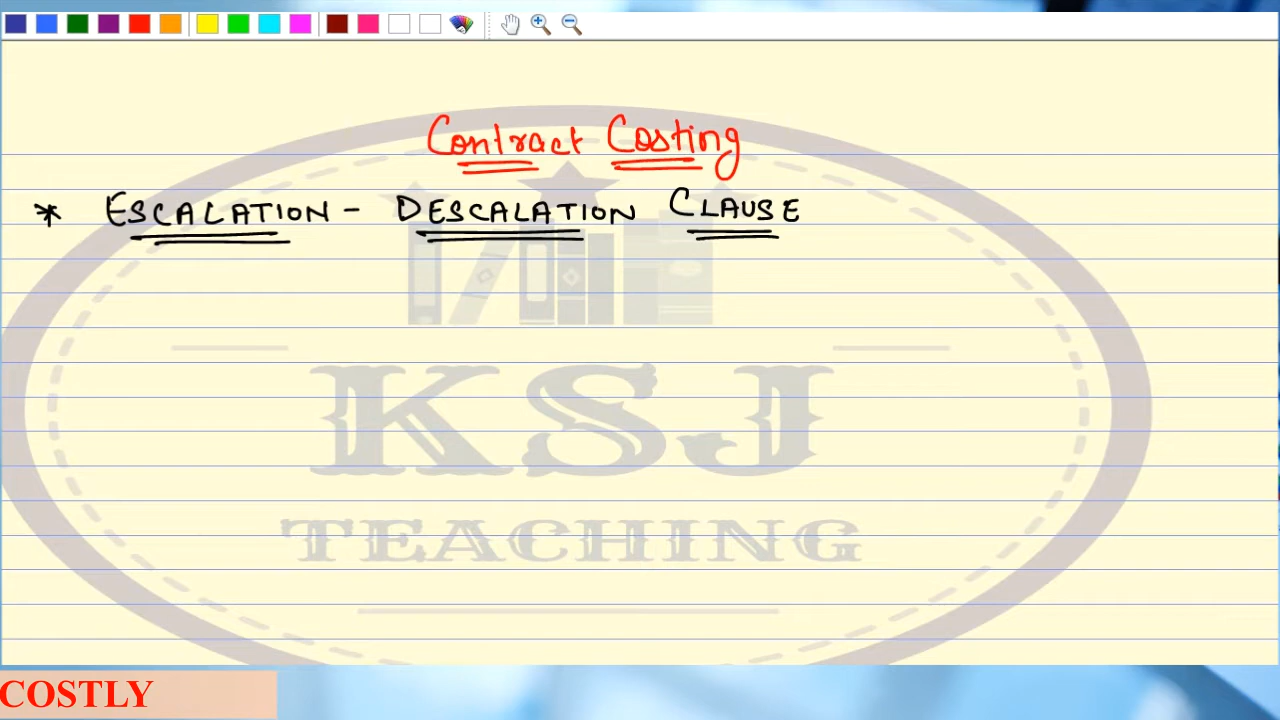 Contract Costing
* ESCALATION - DESCALATION CLAUSE
KSJ
TEACHING
COSTLY